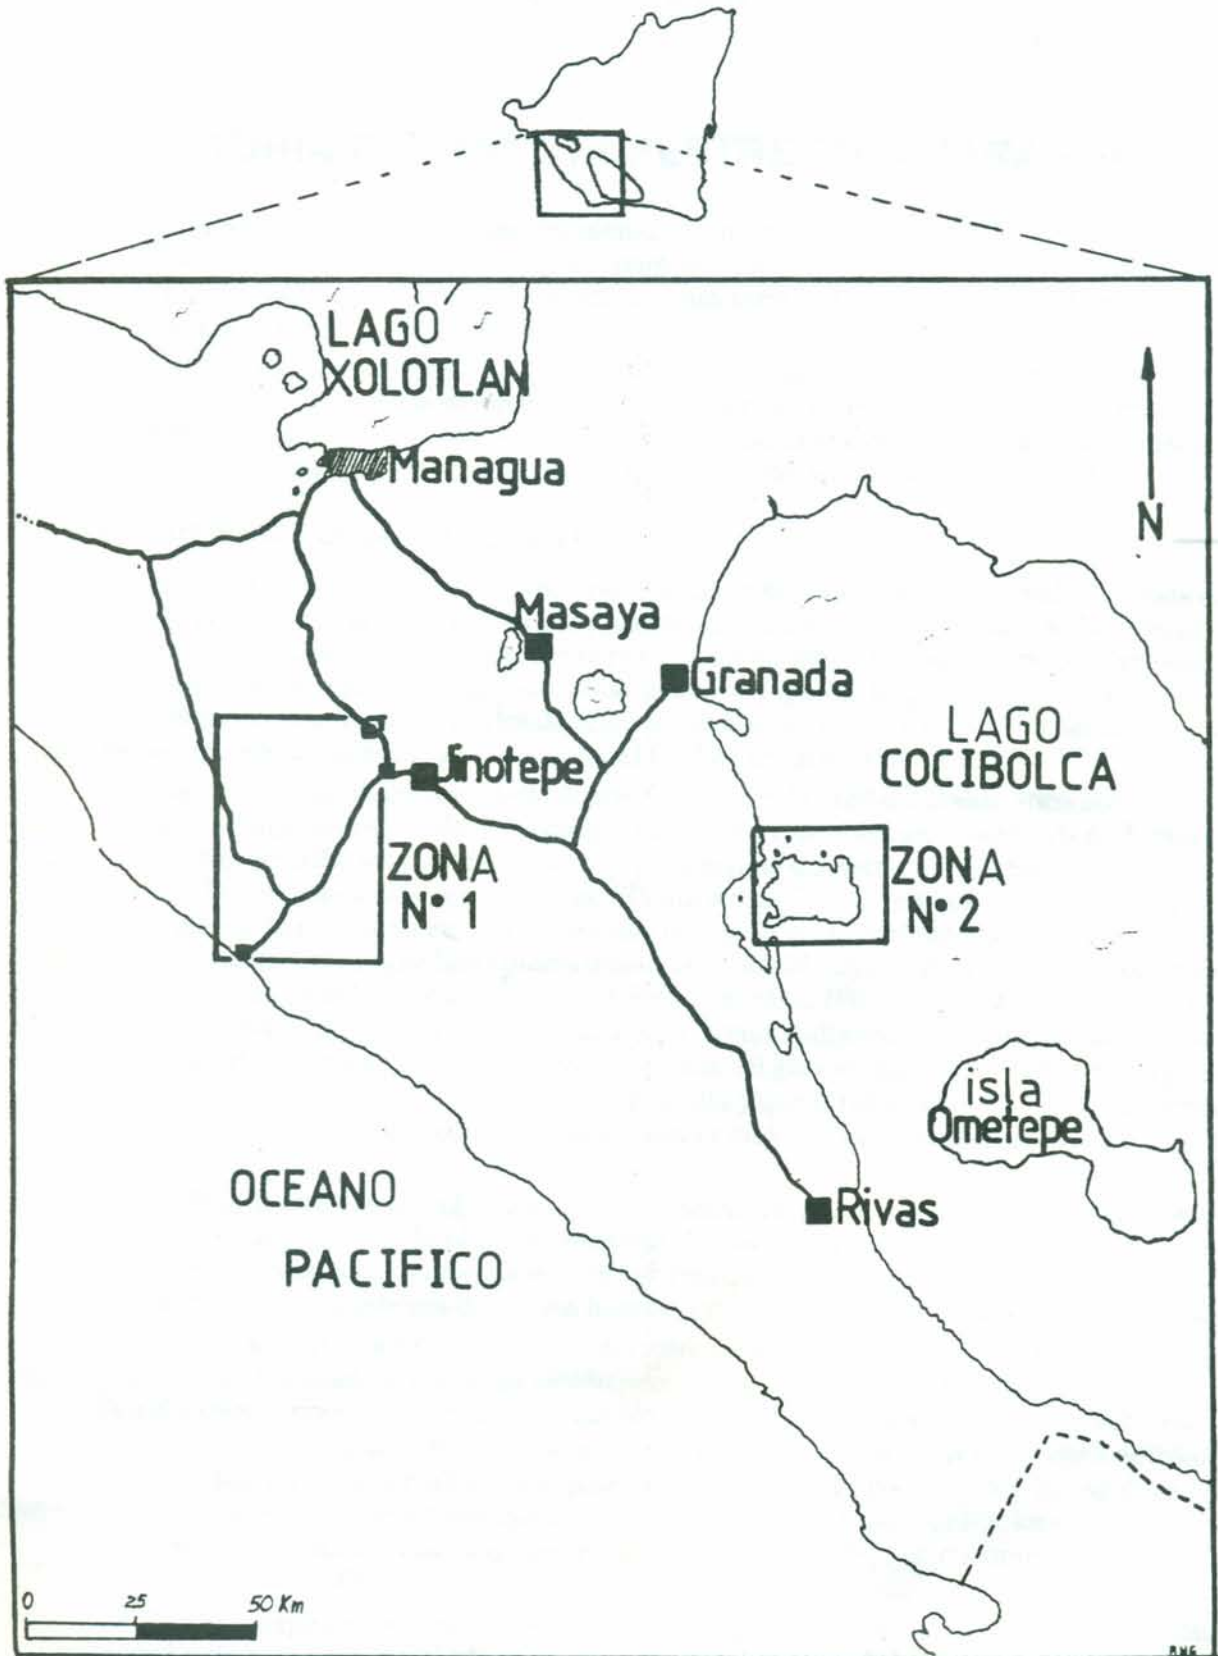 LAGO
XOLOTLAN
Managua
N
Masaya
Granada
LAGO
COCIBOLCA
Jinotepe
ZONA
N° 1
ZONA
N° 2
isla
Ometepe
OCEANO
PACIFICO
Rivas
0 25 50 Km